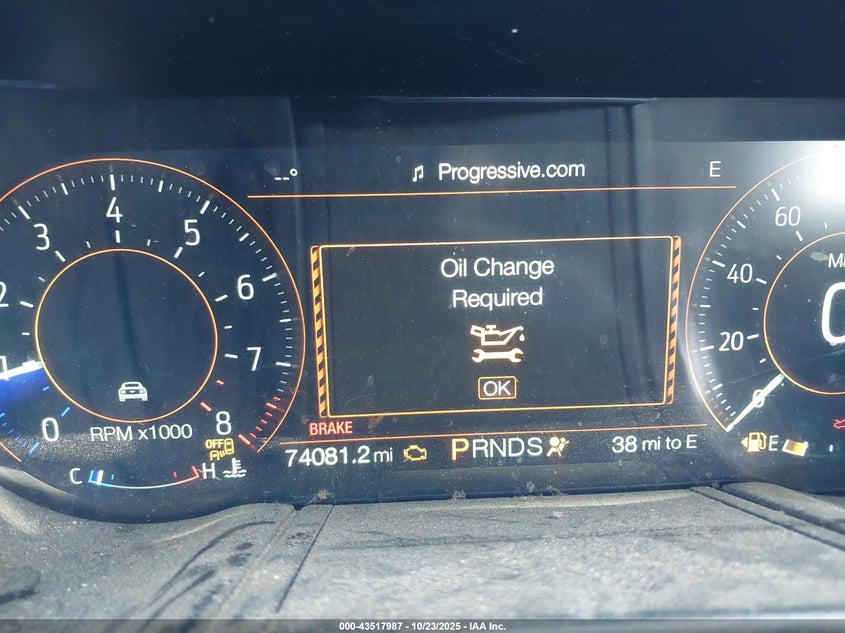 --° Progressive.com E
0 1 2 3 4 5 6 7 8
RPM x1000
Oil Change
Required
OK
BRAKE
OFF
C H
74081.2 mi PRNDS 38 mi to E
E
0 20 40 60
000-43517987 - 10/23/2025 - IAA Inc.